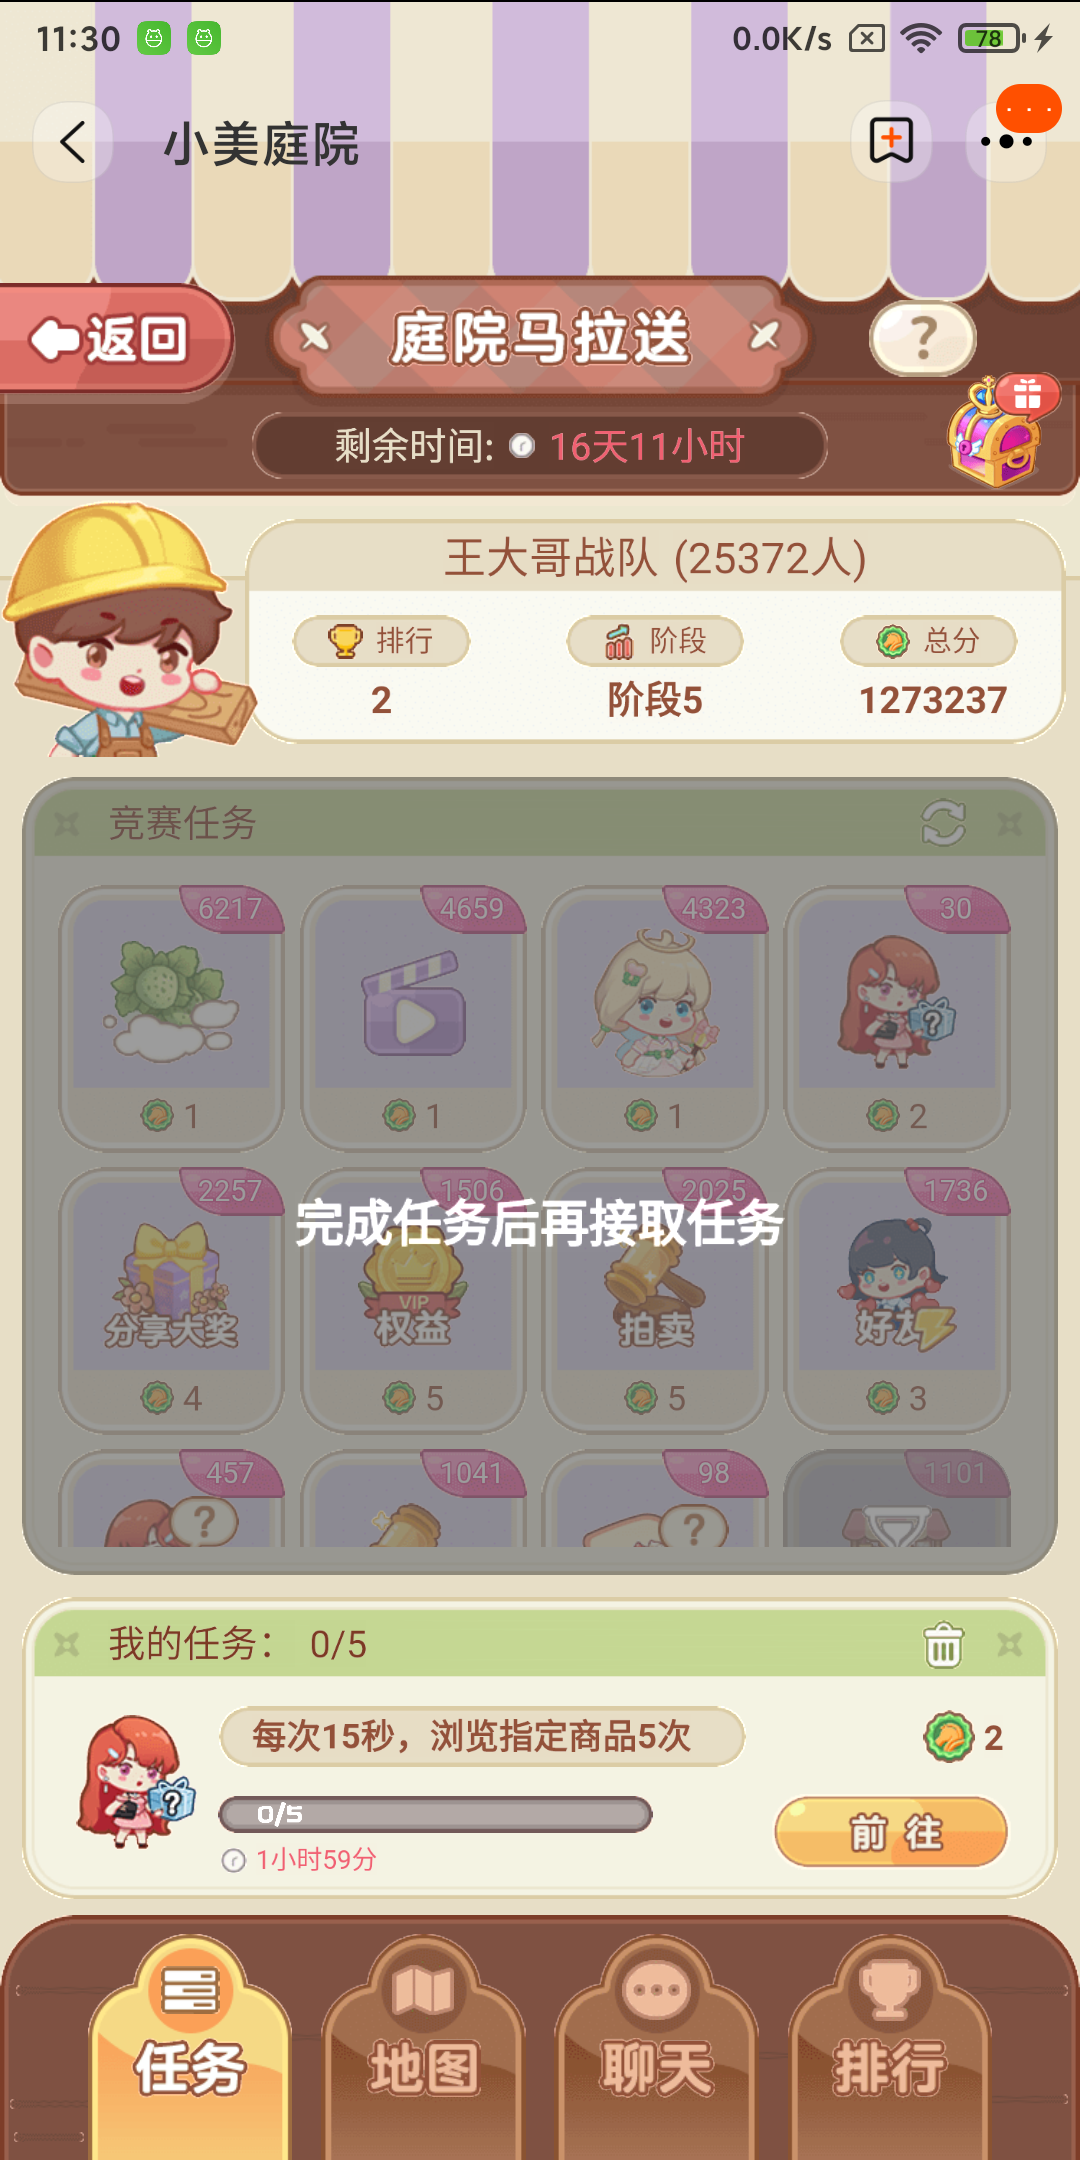 11:30
0.0K/s
78
小美庭院
返回
庭院马拉送
?
剩余时间: 16天11小时
王大哥战队 (25372人)
排行
阶段
总分
2
阶段5
1273237
竞赛任务
6217
4659
4323
30
?
1
1
1
2
2257
1506
2025
1736
完成任务后再接取任务
分享大奖
VIP
权益
拍卖
好友
4
5
5
3
457
1041
98
1101
?
?
我的任务： 0/5
每次15秒，浏览指定商品5次
2
?
0/5
前往
1小时59分
任务
地图
聊天
排行